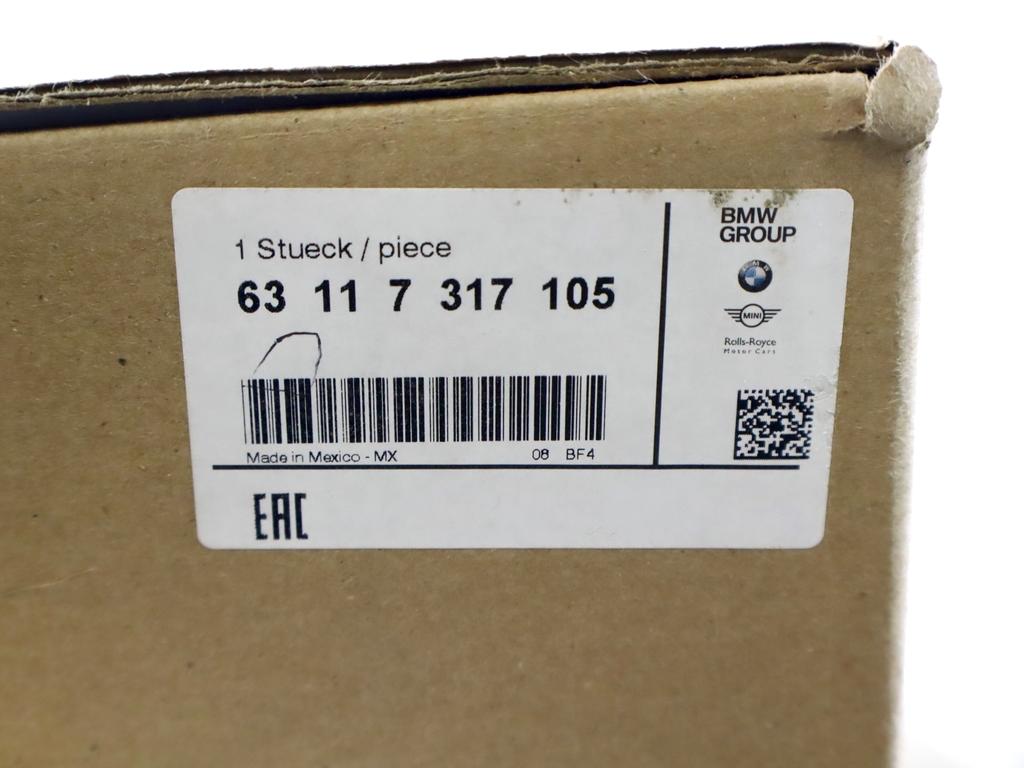 1 Stueck / piece
63 11 7 317 105
Made in Mexico - MX
08 BF4
EAC
BMW
GROUP
BMW
MINI
Rolls-Royce
Motor Cars